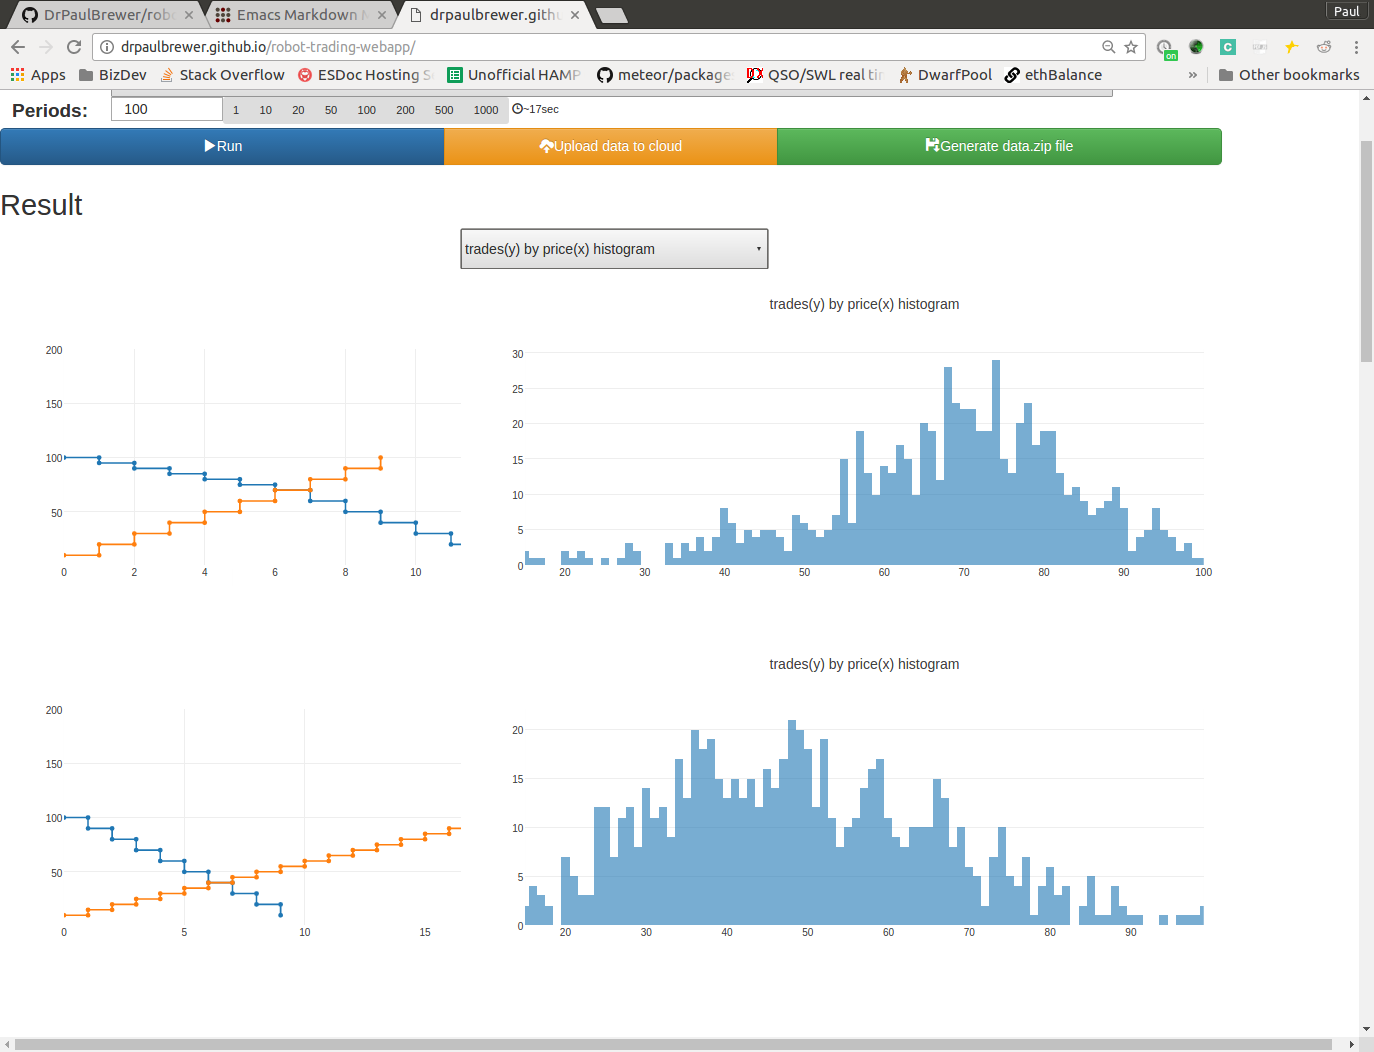 Paul
DrPaulBrewer/rob
Emacs Markdown M
drpaulbrewer.githu
drpaulbrewer.github.io/robot-trading-webapp/
on
Apps BizDev Stack Overflow ESDoc Hosting S Unofficial HAMP meteor/package QSO/SWL real tin DwarfPool ethBalance » Other bookmarks
Periods: 100 1 10 20 50 100 200 500 1000 ~17sec
Run Upload data to cloud Generate data.zip file
Result
trades(y) by price(x) histogram
trades(y) by price(x) histogram
200
150
100
50
0 2 4 6 8 10
30
25
20
15
10
5
0
20 30 40 50 60 70 80 90 100
trades(y) by price(x) histogram
200
150
100
50
0 5 10 15
20
15
10
5
0
20 30 40 50 60 70 80 90